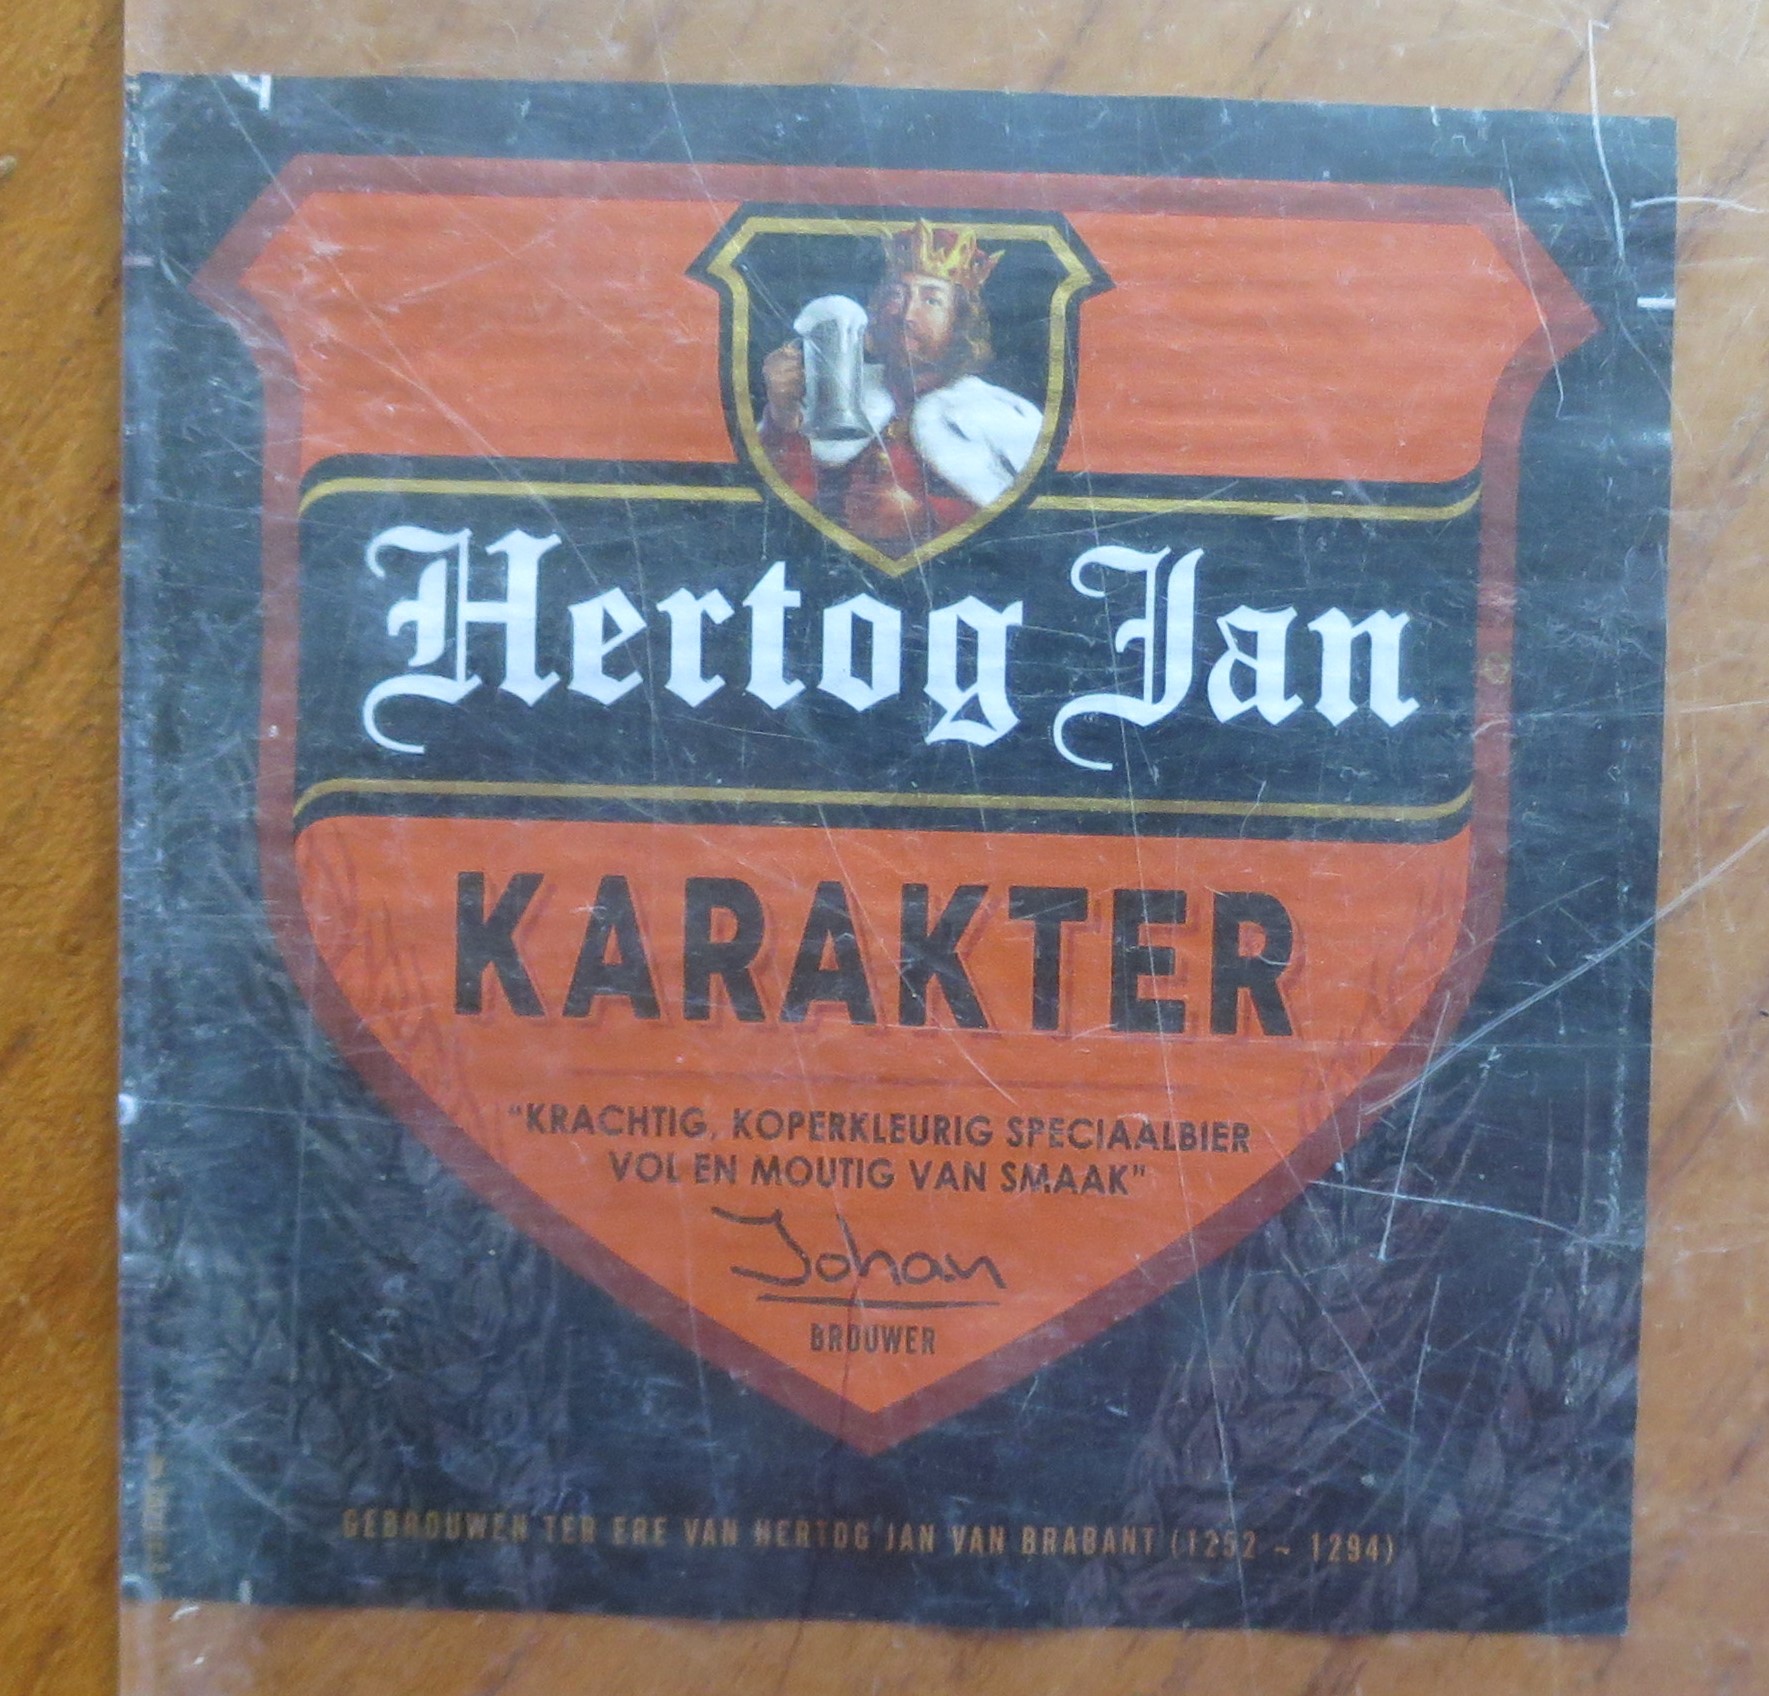 Hertog Jan
KARAKTER
"KRACHTIG, KOPERKLEURIG SPECIAALBIER
VOL EN MOUTIG VAN SMAAK"
Johan
BROUWER
GEBROUWEN TER ERE VAN HERTOG JAN VAN BRABANT (1252 ~ 1294)